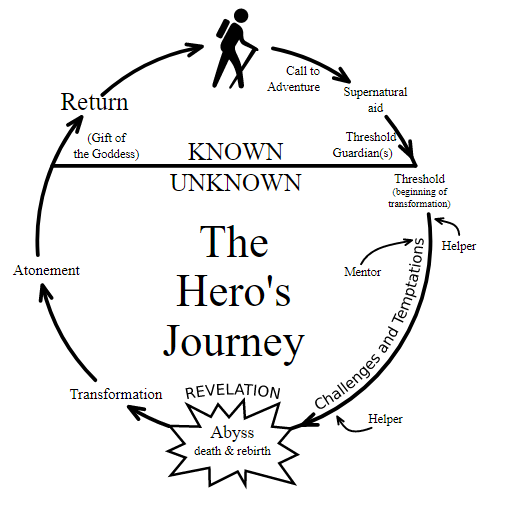 Call to
Adventure
Supernatural
aid
Return
(Gift of
the Goddess)
KNOWN
Threshold
Guardian(s)
UNKNOWN
Threshold
(beginning of
transformation)
The
Hero's
Journey
Helper
Mentor
Atonement
Challenges and Temptations
Transformation
REVELATION
Helper
Abyss
death & rebirth